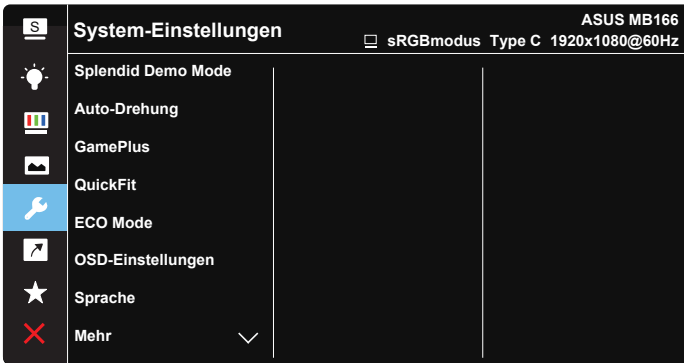 S
System-Einstellungen
ASUS MB166
sRGBmodus Type C 1920x1080@60Hz
Splendid Demo Mode
Auto-Drehung
GamePlus
QuickFit
ECO Mode
OSD-Einstellungen
Sprache
Mehr